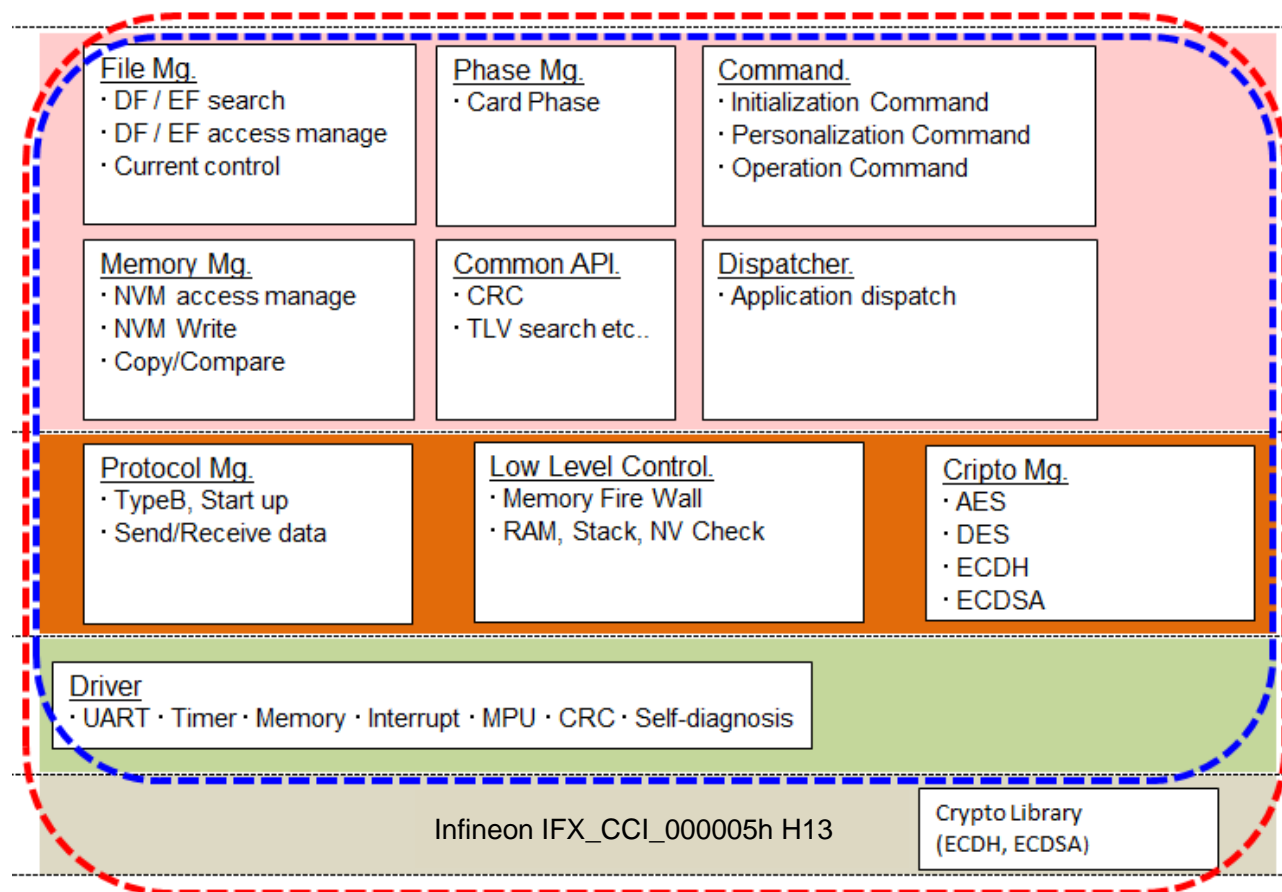 File Mg.
・DF / EF search
・DF / EF access manage
・Current control
Phase Mg.
・Card Phase
Command.
・Initialization Command
・Personalization Command
・Operation Command
Memory Mg.
・NVM access manage
・NVM Write
・Copy/Compare
Common API.
・CRC
・TLV search etc..
Dispatcher.
・Application dispatch
Protocol Mg.
・TypeB, Start up
・Send/Receive data
Low Level Control.
・Memory Fire Wall
・RAM, Stack, NV Check
Cripto Mg.
・AES
・DES
・ECDH
・ECDSA
Driver
・UART・Timer・Memory・Interrupt・MPU・CRC・Self-diagnosis
Infineon IFX_CCI_000005h H13
Crypto Library
(ECDH, ECDSA)